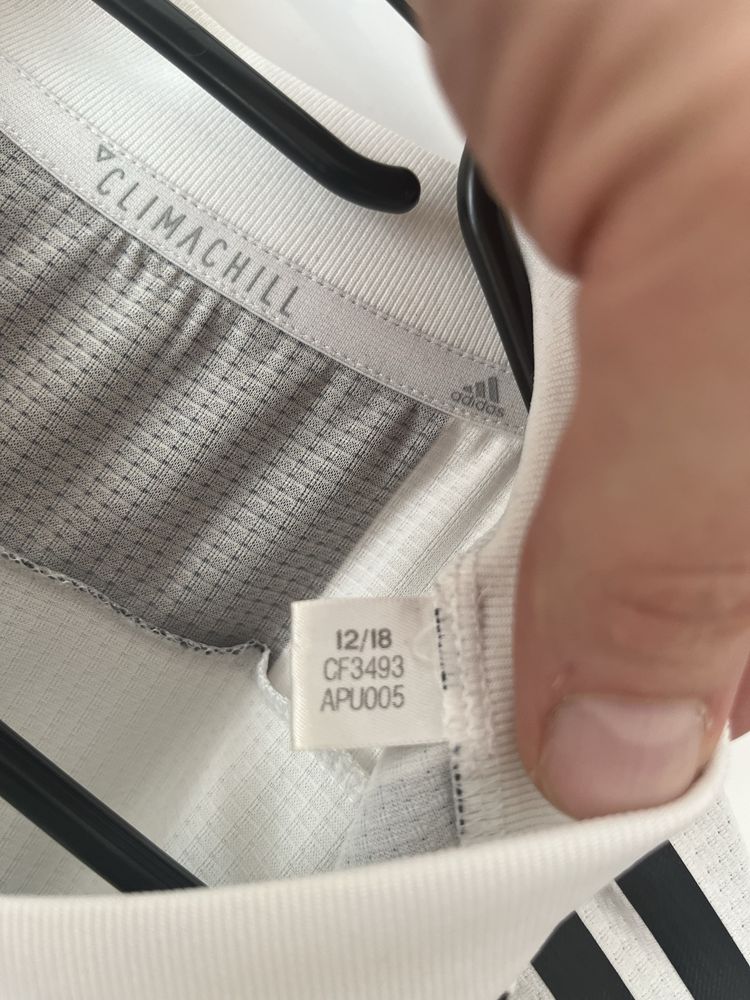 CLIMACHILL
adidas
12/18
CF3493
APU005